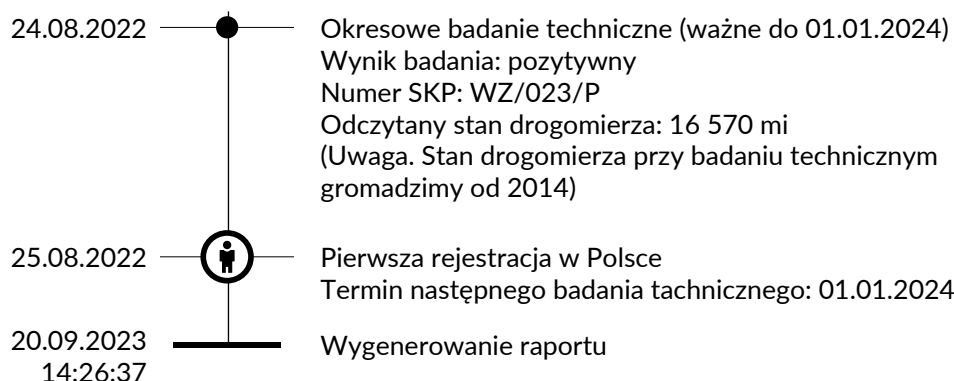 24.08.2022
Okresowe badanie techniczne (ważne do 01.01.2024)
Wynik badania: pozytywny
Numer SKP: WZ/023/P
Odczytany stan drogomierza: 16 570 mi
(Uwaga. Stan drogomierza przy badaniu technicznym
gromadzimy od 2014)
25.08.2022
Pierwsza rejestracja w Polsce
Termin następnego badania tachnicznego: 01.01.2024
20.09.2023
14:26:37
Wygenerowanie raportu